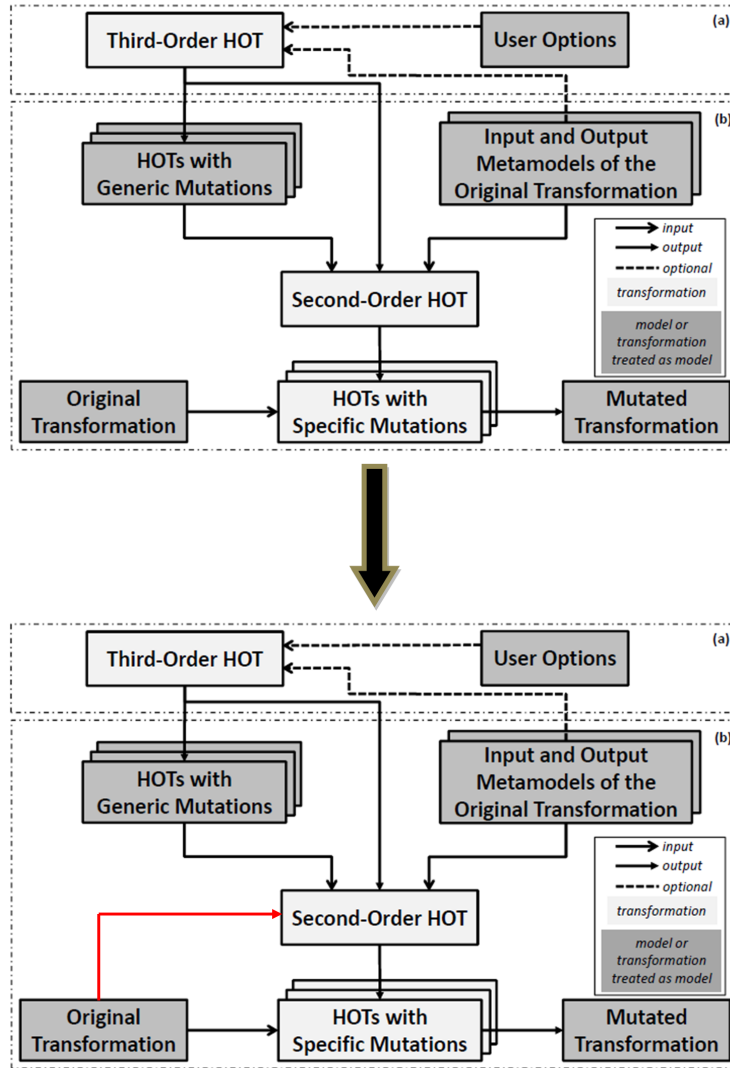 (a)
Third-Order HOT
User Options
(b)
HOTs with
Generic Mutations
Input and Output
Metamodels of the
Original Transformation
input
output
optional
transformation
model or
transformation
treated as model
Second-Order HOT
Original
Transformation
HOTs with
Specific Mutations
Mutated
Transformation
(a)
Third-Order HOT
User Options
(b)
HOTs with
Generic Mutations
Input and Output
Metamodels of the
Original Transformation
input
output
optional
transformation
model or
transformation
treated as model
Second-Order HOT
Original
Transformation
HOTs with
Specific Mutations
Mutated
Transformation